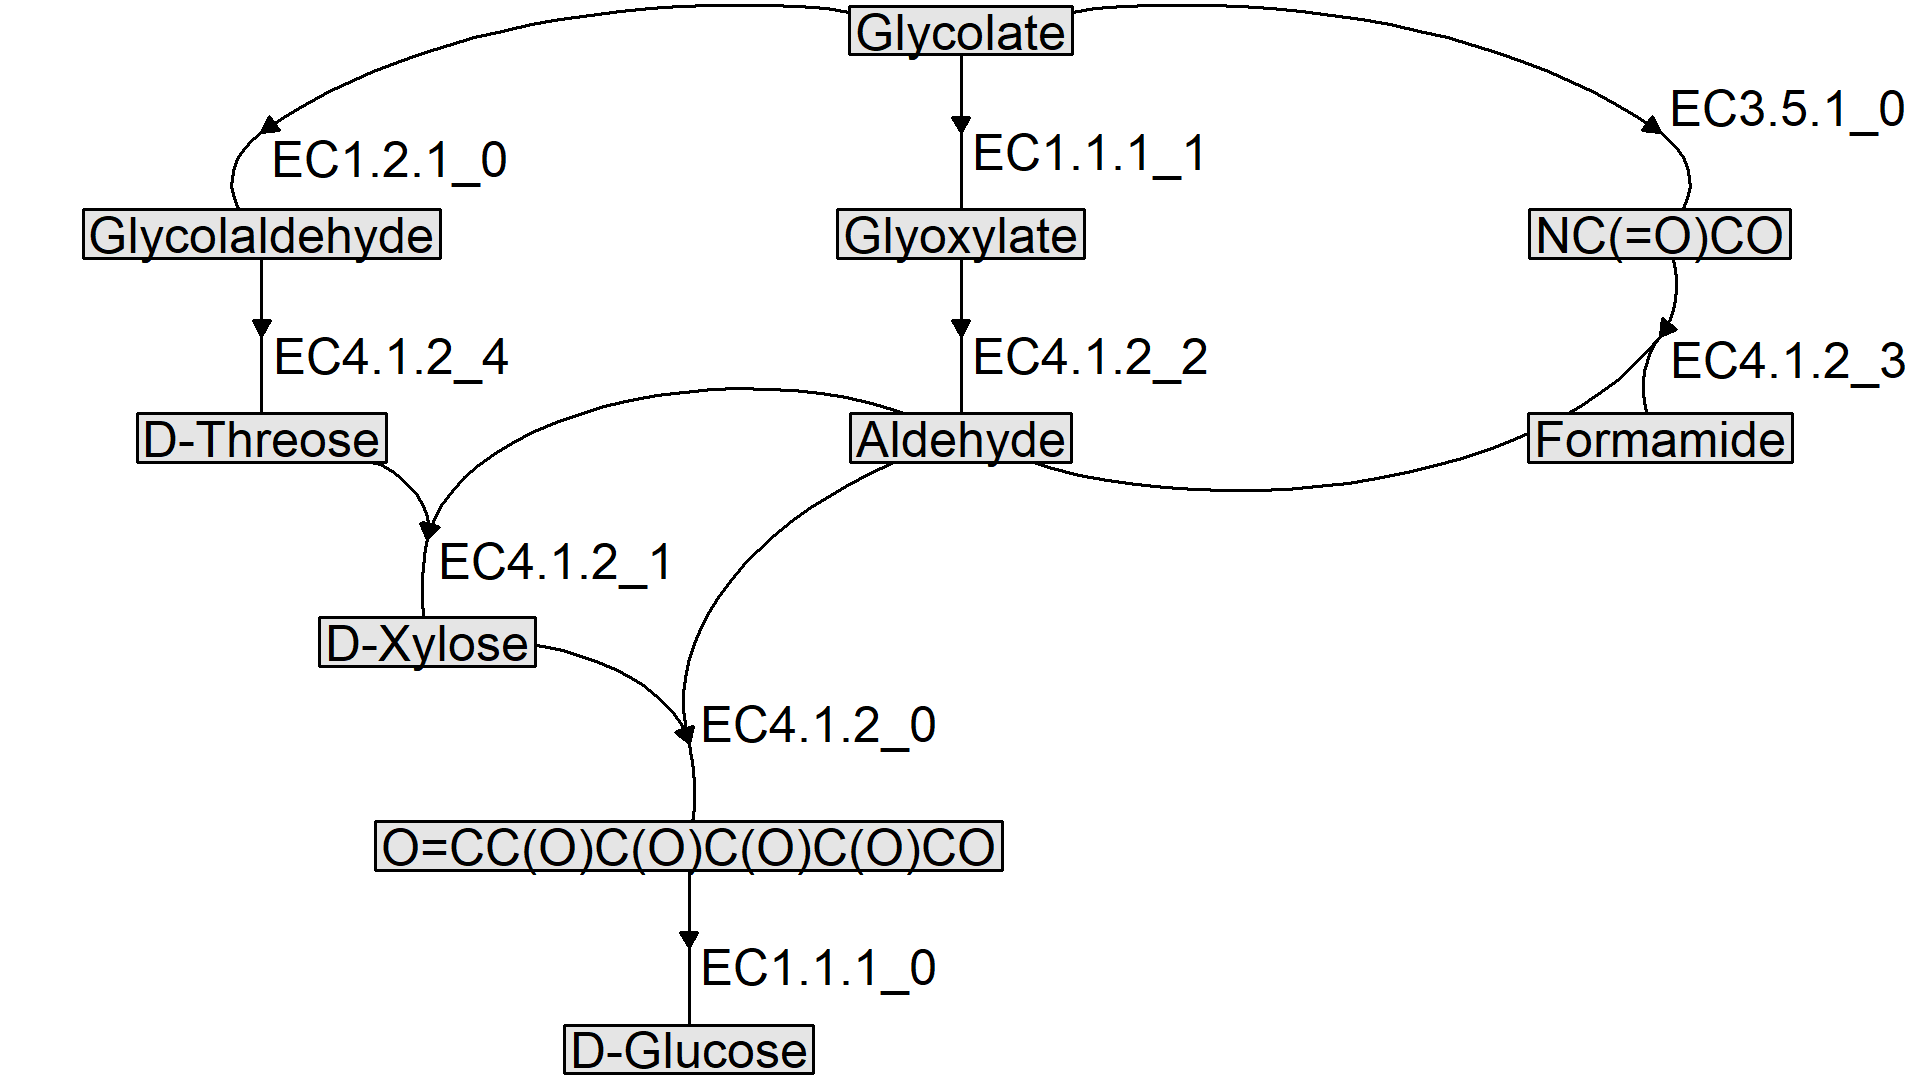 Glycolate
EC3.5.1_0
EC1.2.1_0
EC1.1.1_1
Glycolaldehyde
Glyoxylate
NC(=O)CO
EC4.1.2_4
EC4.1.2_2
EC4.1.2_3
D-Threose
Aldehyde
Formamide
EC4.1.2_1
D-Xylose
EC4.1.2_0
O=CC(O)C(O)C(O)C(O)CO
EC1.1.1_0
D-Glucose